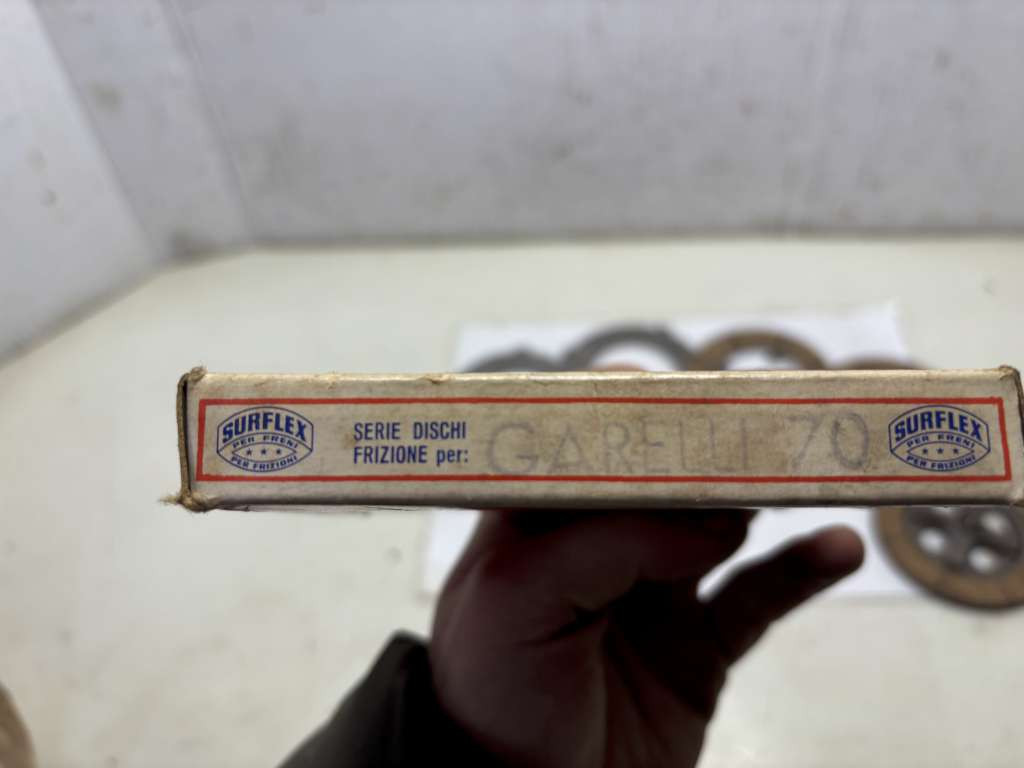 SURFLEX
PER FRENI
★ ★ ★
PER FRIZIONI
SERIE DISCHI
FRIZIONE per:
GARELLI 70
SURFLEX
PER FRENI
★ ★ ★
PER FRIZIONI